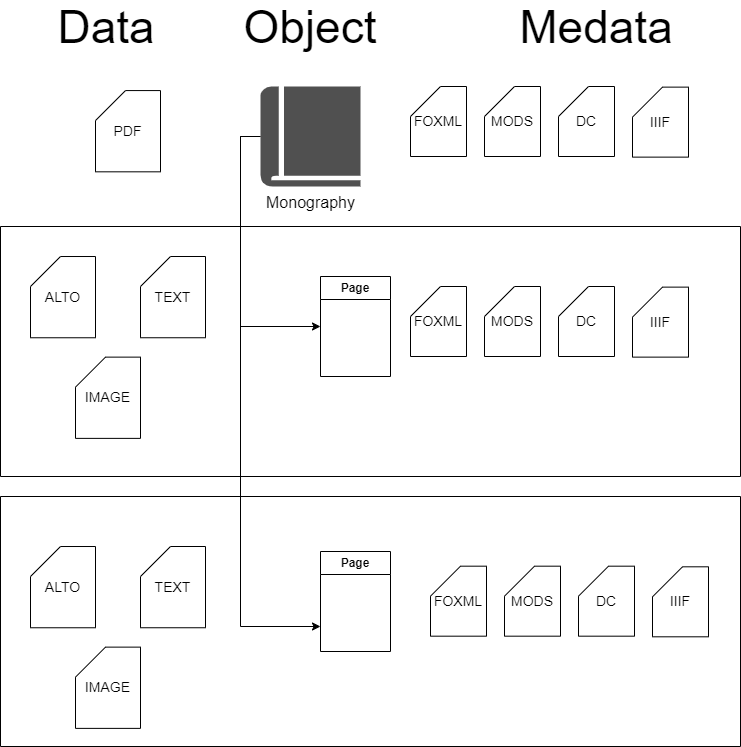 Data Object Medata
PDF
FOXML MODS DC IIIF
Monography
ALTO TEXT
IMAGE
Page
FOXML MODS DC IIIF
ALTO TEXT
IMAGE
Page
FOXML MODS DC IIIF